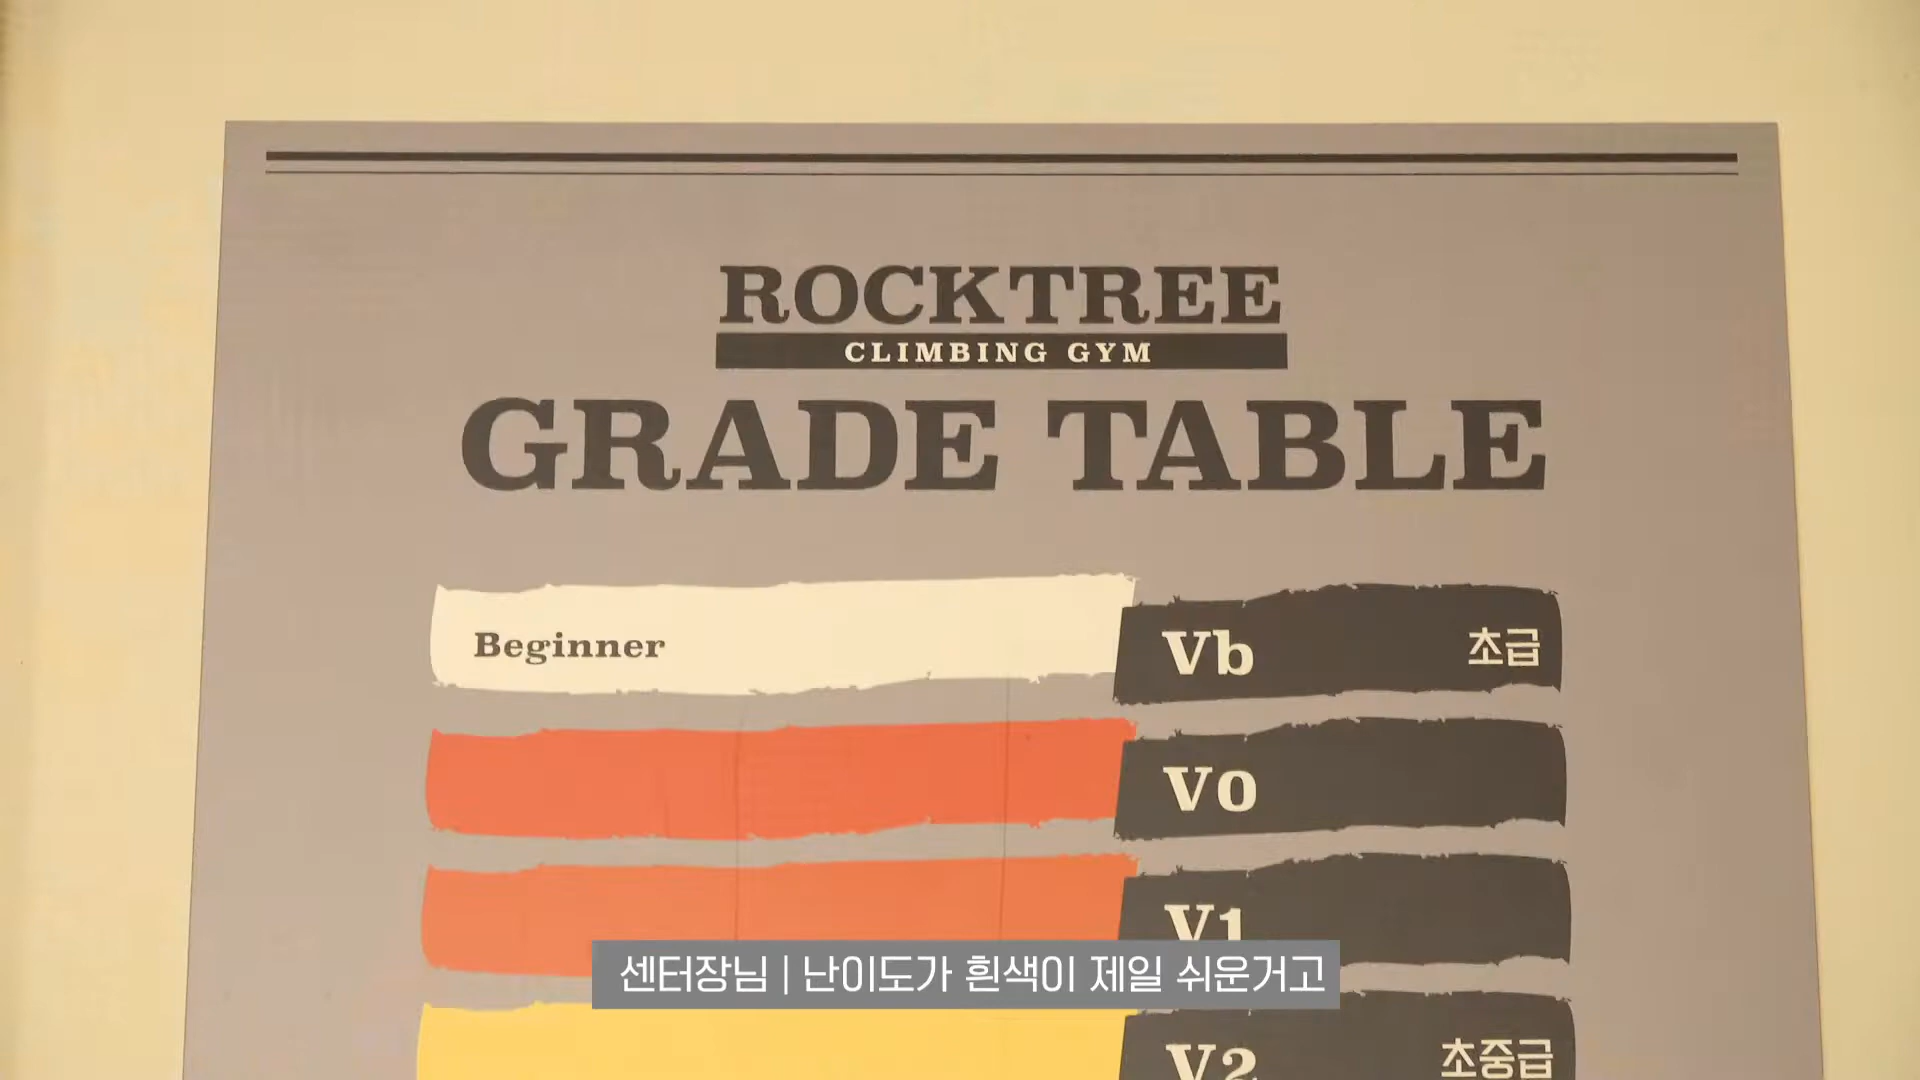 ROCKTREE
CLIMBING GYM
GRADE TABLE
Beginner Vb 초급
V0
V1
V2 초중급
센터장님 | 난이도가 흰색이 제일 쉬운거고